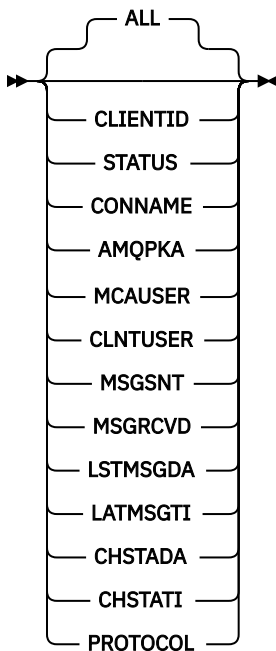 ALL
CLIENTID
STATUS
CONNAME
AMQPKA
MCAUSER
CLNTUSER
MSGSNT
MSGRCVD
LSTMSGDA
LATMSGTI
CHSTADA
CHSTATI
PROTOCOL